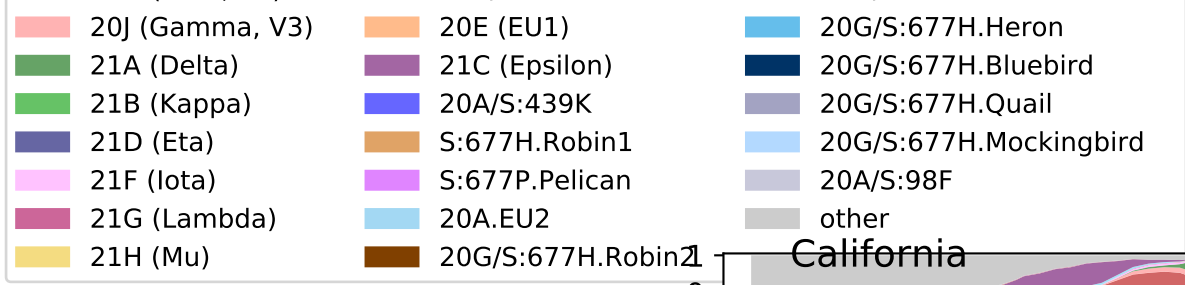 20J (Gamma, V3)
21A (Delta)
21B (Kappa)
21D (Eta)
21F (Iota)
21G (Lambda)
21H (Mu)
20E (EU1)
21C (Epsilon)
20A/S:439K
S:677H.Robin1
S:677P.Pelican
20A.EU2
20G/S:677H.Robin2
20G/S:677H.Heron
20G/S:677H.Bluebird
20G/S:677H.Quail
20G/S:677H.Mockingbird
20A/S:98F
other
1
California